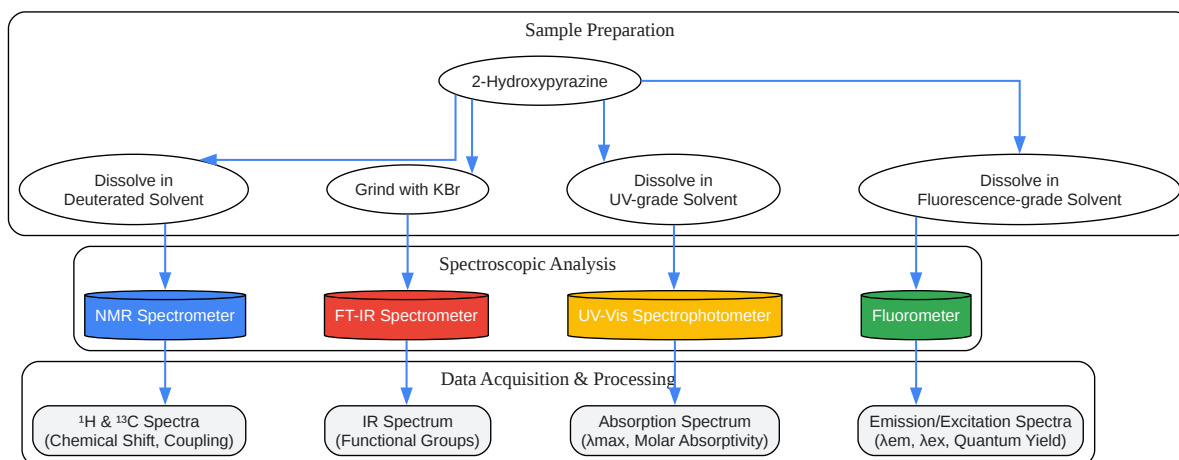 Sample Preparation
2-Hydroxypyrazine
Dissolve in
Deuterated Solvent
Grind with KBr
Dissolve in
UV-grade Solvent
Dissolve in
Fluorescence-grade Solvent
Spectroscopic Analysis
NMR Spectrometer
FT-IR Spectrometer
UV-Vis Spectrophotometer
Fluorometer
Data Acquisition & Processing
¹H & ¹³C Spectra
(Chemical Shift, Coupling)
IR Spectrum
(Functional Groups)
Absorption Spectrum
(λmax, Molar Absorptivity)
Emission/Excitation Spectra
(λem, λex, Quantum Yield)